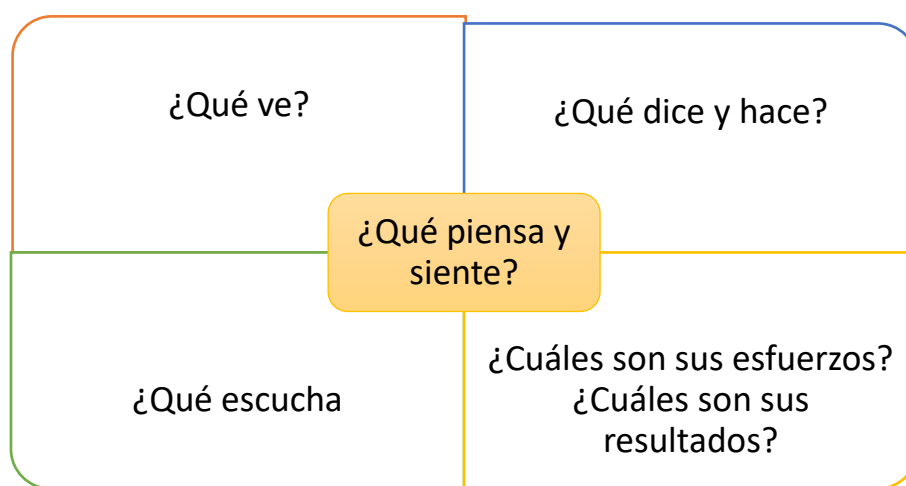 ¿Qué ve?
¿Qué dice y hace?
¿Qué piensa y
siente?
¿Qué escucha
¿Cuáles son sus esfuerzos?
¿Cuáles son sus
resultados?